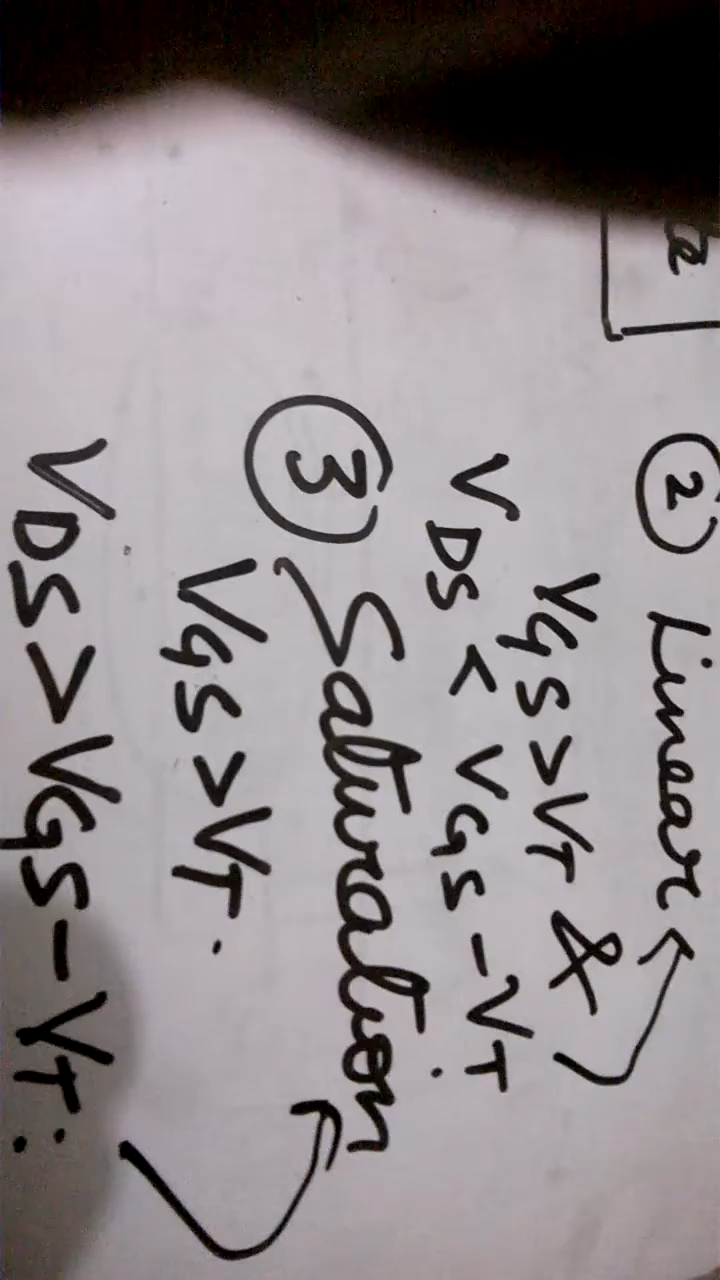 ② Linear
VGS > VT &
VDS < VGS - VT.
③ Saturation
VGS > VT.
VDS > VGS - VT.